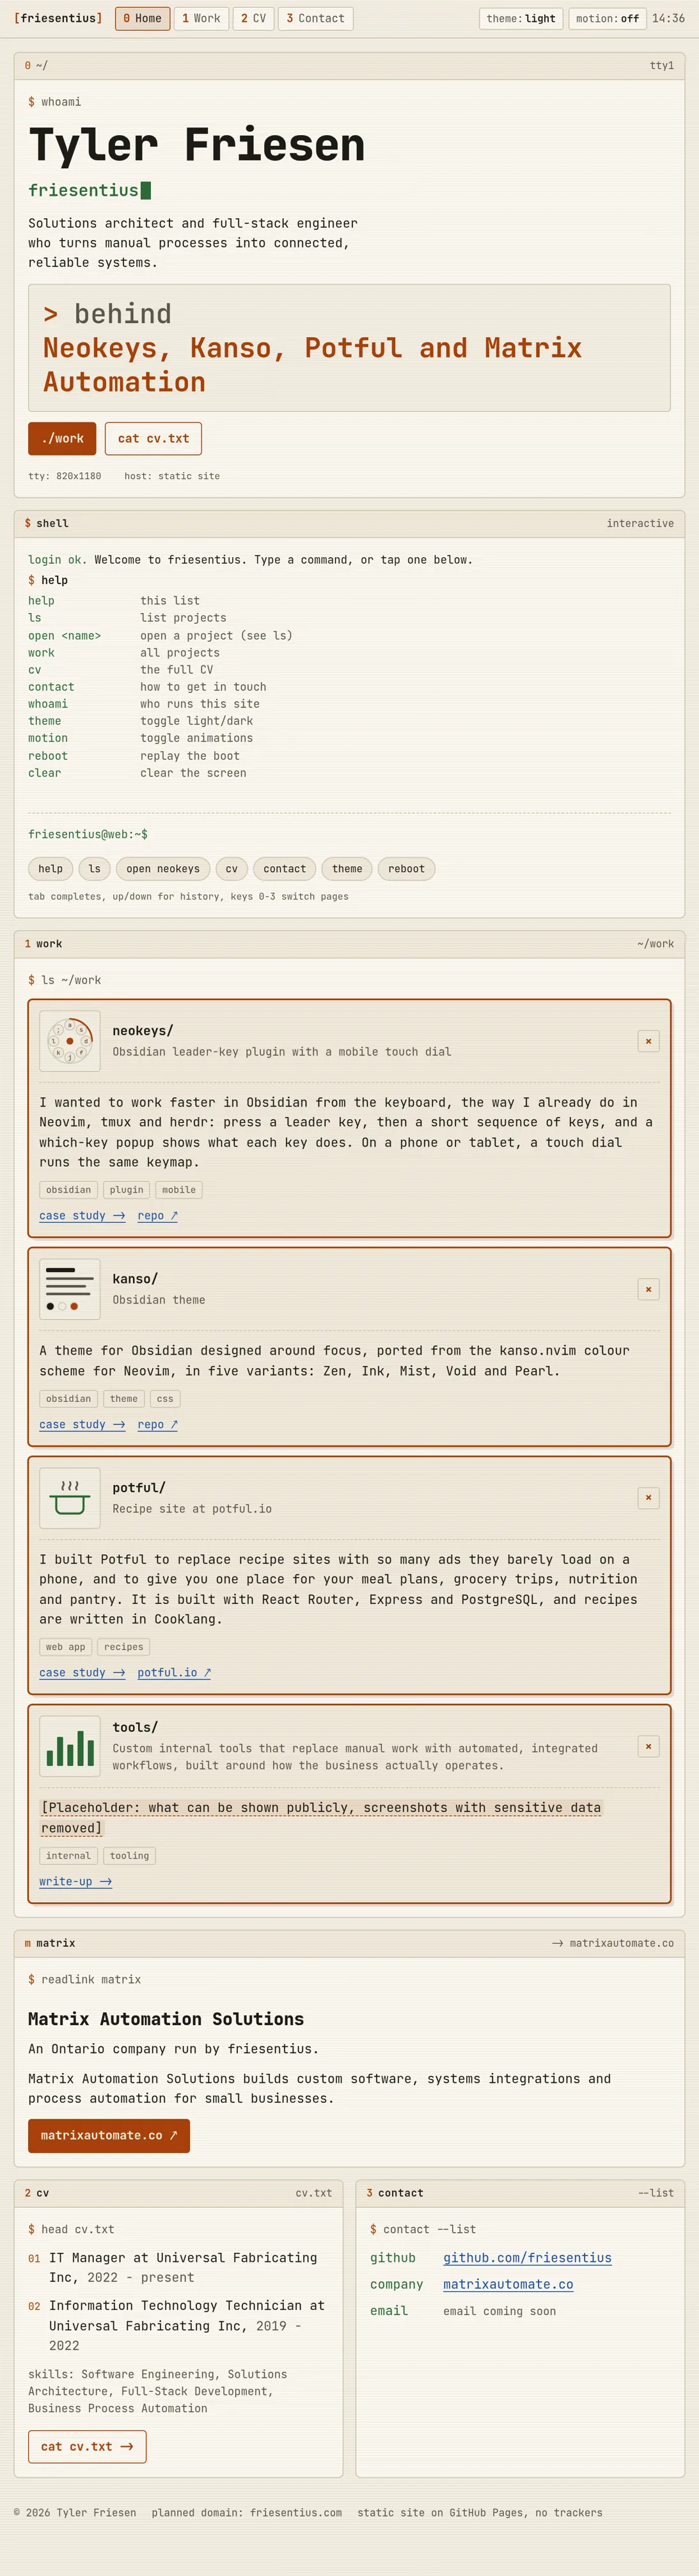 [friesentius] 0 Home 1 Work 2 CV 3 Contact theme:light motion:off 14:36
0 ~/ tty1
$ whoami
Tyler Friesen
friesentius
Solutions architect and full-stack engineer
who turns manual processes into connected,
reliable systems.
> behind
Neokeys, Kanso, Potful and Matrix
Automation
./work cat cv.txt
tty: 820x1180 host: static site
$ shell interactive
login ok. Welcome to friesentius. Type a command, or tap one below.
$ help
help this list
ls list projects
open <name> open a project (see ls)
work all projects
cv the full CV
contact how to get in touch
whoami who runs this site
theme toggle light/dark
motion toggle animations
reboot replay the boot
clear clear the screen
friesentius@web:~$
help ls open neokeys cv contact theme reboot
tab completes, up/down for history, keys 0-3 switch pages
1 work ~/work
$ ls ~/work
neokeys/
Obsidian leader-key plugin with a mobile touch dial
×
I wanted to work faster in Obsidian from the keyboard, the way I already do in
Neovim, tmux and herdr: press a leader key, then a short sequence of keys, and a
which-key popup shows what each key does. On a phone or tablet, a touch dial
runs the same keymap.
obsidian plugin mobile
case study → repo ↗
kanso/
Obsidian theme
×
A theme for Obsidian designed around focus, ported from the kanso.nvim colour
scheme for Neovim, in five variants: Zen, Ink, Mist, Void and Pearl.
obsidian theme css
case study → repo ↗
potful/
Recipe site at potful.io
×
I built Potful to replace recipe sites with so many ads they barely load on a
phone, and to give you one place for your meal plans, grocery trips, nutrition
and pantry. It is built with React Router, Express and PostgreSQL, and recipes
are written in Cooklang.
web app recipes
case study → potful.io ↗
tools/
Custom internal tools that replace manual work with automated, integrated
workflows, built around how the business actually operates.
×
[Placeholder: what can be shown publicly, screenshots with sensitive data
removed]
internal tooling
write-up →
m matrix → matrixautomate.co
$ readlink matrix
Matrix Automation Solutions
An Ontario company run by friesentius.
Matrix Automation Solutions builds custom software, systems integrations and
process automation for small businesses.
matrixautomate.co ↗
2 cv cv.txt
$ head cv.txt
01 IT Manager at Universal Fabricating
Inc, 2022 - present
02 Information Technology Technician at
Universal Fabricating Inc, 2019 -
2022
skills: Software Engineering, Solutions
Architecture, Full-Stack Development,
Business Process Automation
cat cv.txt →
3 contact --list
$ contact --list
github github.com/friesentius
company matrixautomate.co
email email coming soon
© 2026 Tyler Friesen planned domain: friesentius.com static site on GitHub Pages, no trackers